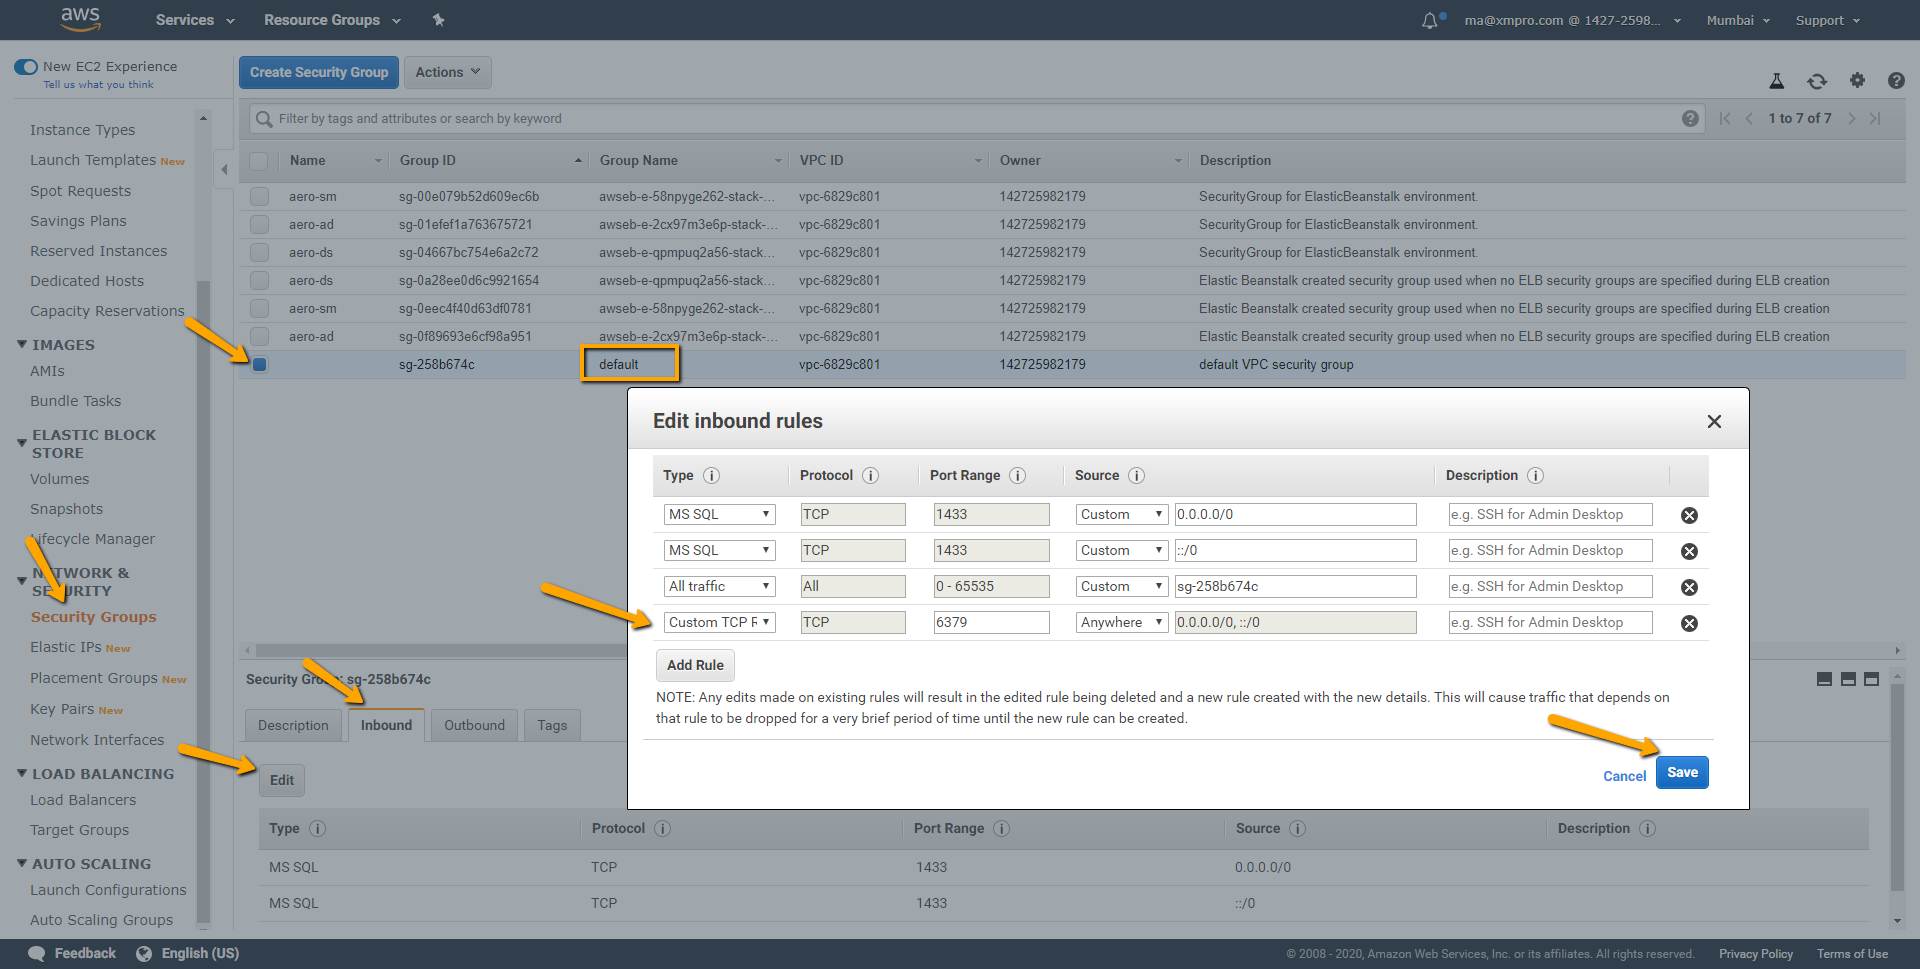 aws
Services
Resource Groups
ma@xmpro.com @ 1427-2598...
Mumbai
Support
New EC2 Experience
Tell us what you think
Instance Types
Launch Templates New
Spot Requests
Savings Plans
Reserved Instances
Dedicated Hosts
Capacity Reservations
IMAGES
AMIs
Bundle Tasks
ELASTIC BLOCK
STORE
Volumes
Snapshots
Lifecycle Manager
NETWORK &
SECURITY
Security Groups
Elastic IPs New
Placement Groups New
Key Pairs New
Network Interfaces
LOAD BALANCING
Load Balancers
Target Groups
AUTO SCALING
Launch Configurations
Auto Scaling Groups
Create Security Group
Actions
Filter by tags and attributes or search by keyword
1 to 7 of 7
Name Group ID Group Name VPC ID Owner Description
aero-sm sg-00e079b52d609ec6b awseb-e-58npyge262-stack-... vpc-6829c801 142725982179 SecurityGroup for ElasticBeanstalk environment.
aero-ad sg-01efef1a763675721 awseb-e-2cx97m3e6p-stack-... vpc-6829c801 142725982179 SecurityGroup for ElasticBeanstalk environment.
aero-ds sg-04667bc754e6a2c72 awseb-e-qpmpuq2a56-stack... vpc-6829c801 142725982179 SecurityGroup for ElasticBeanstalk environment.
aero-ds sg-0a28ee0d6c9921654 awseb-e-qpmpuq2a56-stack... vpc-6829c801 142725982179 Elastic Beanstalk created security group used when no ELB security groups are specified during ELB creation
aero-sm sg-0eec4f40d63df0781 awseb-e-58npyge262-stack-... vpc-6829c801 142725982179 Elastic Beanstalk created security group used when no ELB security groups are specified during ELB creation
aero-ad sg-0f89693e6cf98a951 awseb-e-2cx97m3e6p-stack-... vpc-6829c801 142725982179 Elastic Beanstalk created security group used when no ELB security groups are specified during ELB creation
sg-258b674c default vpc-6829c801 142725982179 default VPC security group
Edit inbound rules
Type Protocol Port Range Source Description
MS SQL TCP 1433 Custom 0.0.0.0/0 e.g. SSH for Admin Desktop
MS SQL TCP 1433 Custom ::/0 e.g. SSH for Admin Desktop
All traffic All 0 - 65535 Custom sg-258b674c e.g. SSH for Admin Desktop
Custom TCP R TCP 6379 Anywhere 0.0.0.0/0, ::/0 e.g. SSH for Admin Desktop
Add Rule
NOTE: Any edits made on existing rules will result in the edited rule being deleted and a new rule created with the new details. This will cause traffic that depends on
that rule to be dropped for a very brief period of time until the new rule can be created.
Cancel
Save
Security Group: sg-258b674c
Description
Inbound
Outbound
Tags
Edit
Type Protocol Port Range Source Description
MS SQL TCP 1433 0.0.0.0/0
MS SQL TCP 1433 ::/0
Feedback
English (US)
© 2008 - 2020, Amazon Web Services, Inc. or its affiliates. All rights reserved.
Privacy Policy
Terms of Use